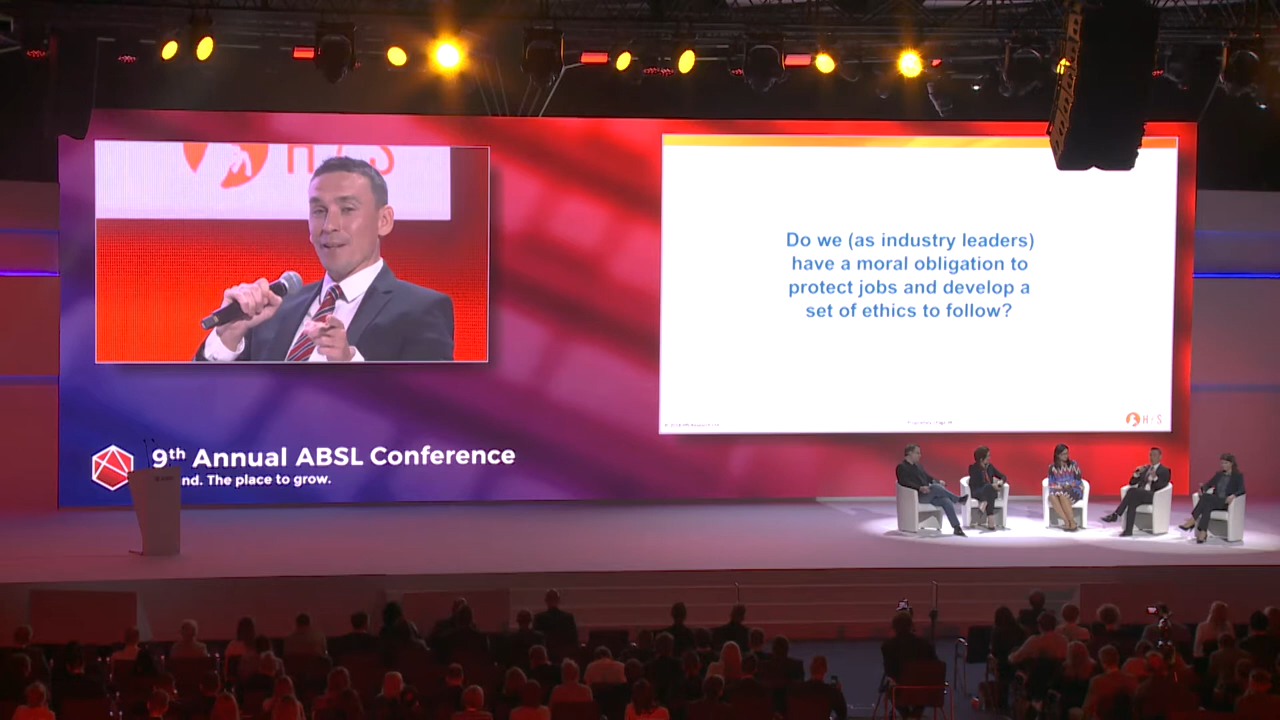 H/S
Do we (as industry leaders)
have a moral obligation to
protect jobs and develop a
set of ethics to follow?
H/S
9th Annual ABSL Conference
nd. The place to grow.